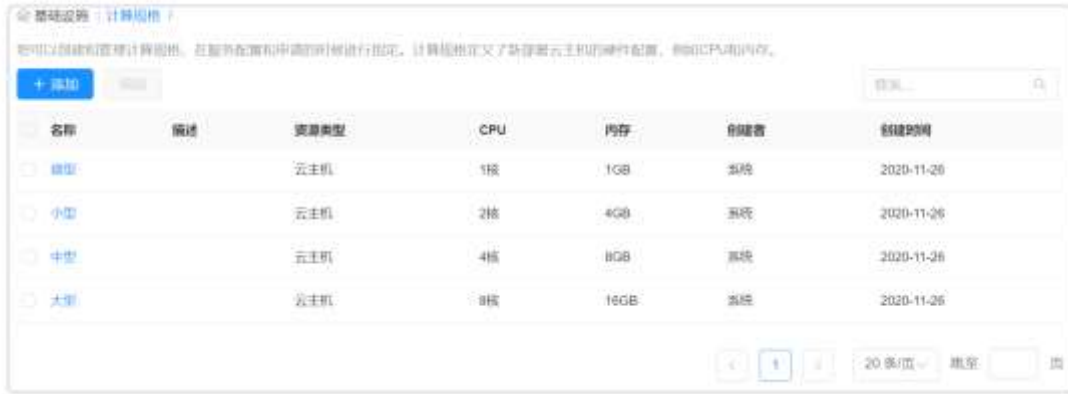 基础设施 / 计算规格 /
您可以创建和管理计算规格，在服务配置和申请的时候进行指定。计算规格定义了新部署云主机的硬件配置，例如CPU和内存。
+ 添加 删除 搜索...
名称 描述 资源类型 CPU 内存 创建者 创建时间
微型 云主机 1核 1GB 系统 2020-11-26
小型 云主机 2核 4GB 系统 2020-11-26
中型 云主机 4核 8GB 系统 2020-11-26
大型 云主机 8核 16GB 系统 2020-11-26
< 1 > 20 条/页 跳至 页